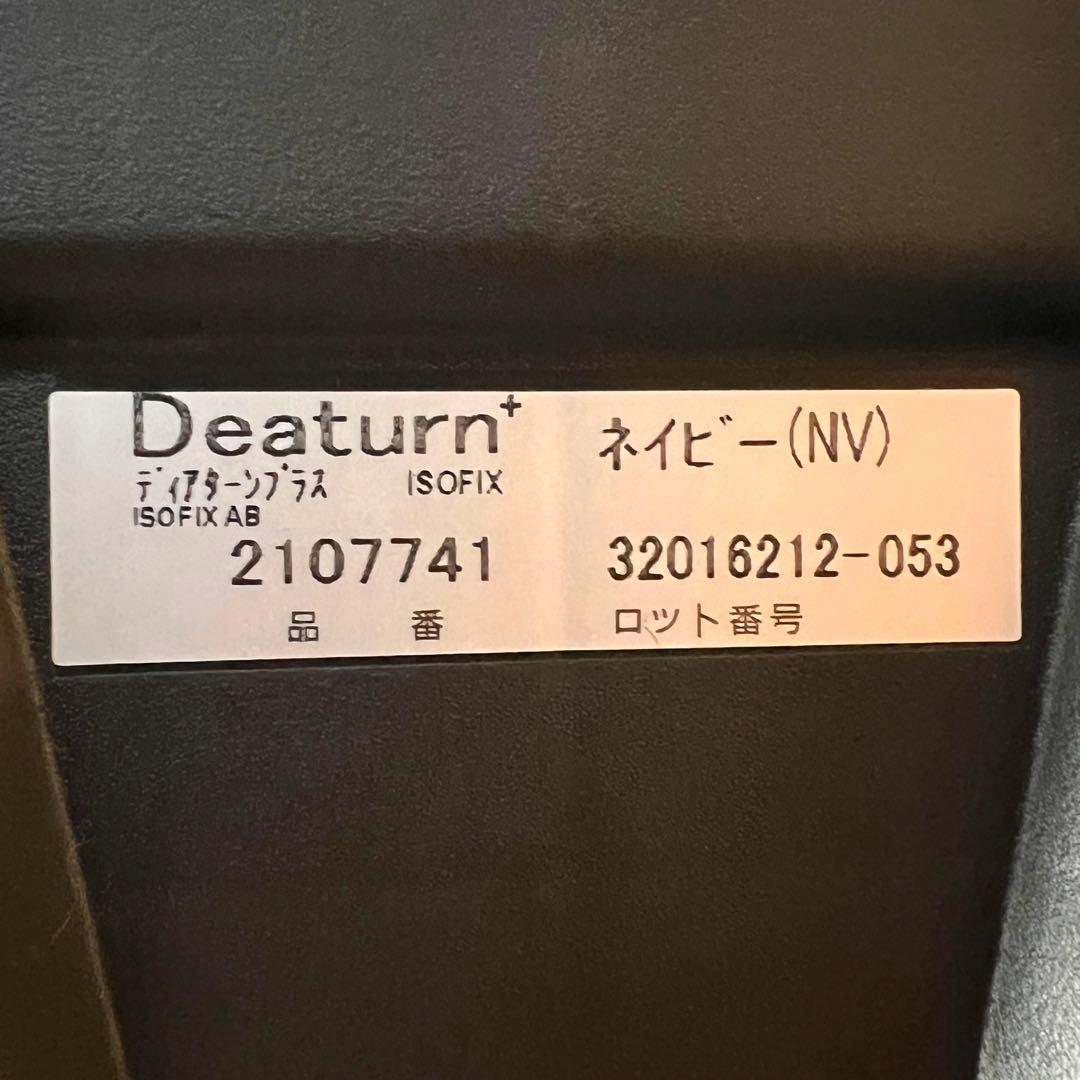 Deaturn+
ディアターンプラス ISOFIX
ISOFIX AB
2107741
品 番
ネイビー(NV)
32016212-053
ロット番号